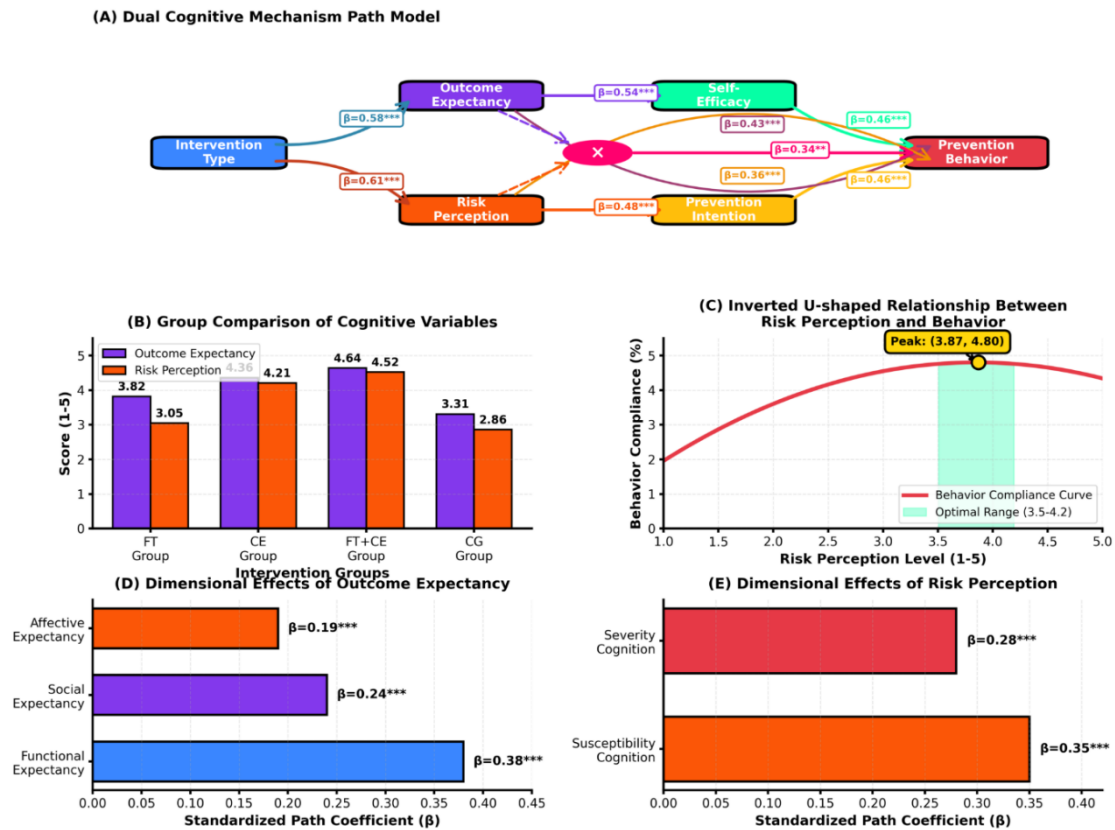 (A) Dual Cognitive Mechanism Path Model
Outcome
Expectancy
β=0.54***
Self-
Efficacy
β=0.58***
β=0.43***
β=0.46***
Intervention
Type
×
β=0.34**
Prevention
Behavior
β=0.61***
β=0.36***
β=0.46***
Risk
Perception
β=0.48***
Prevention
Intention
(B) Group Comparison of Cognitive Variables
Outcome Expectancy
Risk Perception
3.82
3.05
4.36
4.21
4.64
4.52
3.31
2.86
Score (1-5)
5
4
3
2
1
0
FT
Group
CE
Group
FT+CE
Group
CG
Group
Intervention Groups
(C) Inverted U-shaped Relationship Between
Risk Perception and Behavior
Peak: (3.87, 4.80)
Behavior Compliance (%)
5
4
3
2
1
0
Behavior Compliance Curve
Optimal Range (3.5-4.2)
1.0 1.5 2.0 2.5 3.0 3.5 4.0 4.5 5.0
Risk Perception Level (1-5)
(D) Dimensional Effects of Outcome Expectancy
Affective
Expectancy
β=0.19***
Social
Expectancy
β=0.24***
Functional
Expectancy
β=0.38***
0.00 0.05 0.10 0.15 0.20 0.25 0.30 0.35 0.40 0.45
Standardized Path Coefficient (β)
(E) Dimensional Effects of Risk Perception
Severity
Cognition
β=0.28***
Susceptibility
Cognition
β=0.35***
0.00 0.05 0.10 0.15 0.20 0.25 0.30 0.35 0.40
Standardized Path Coefficient (β)